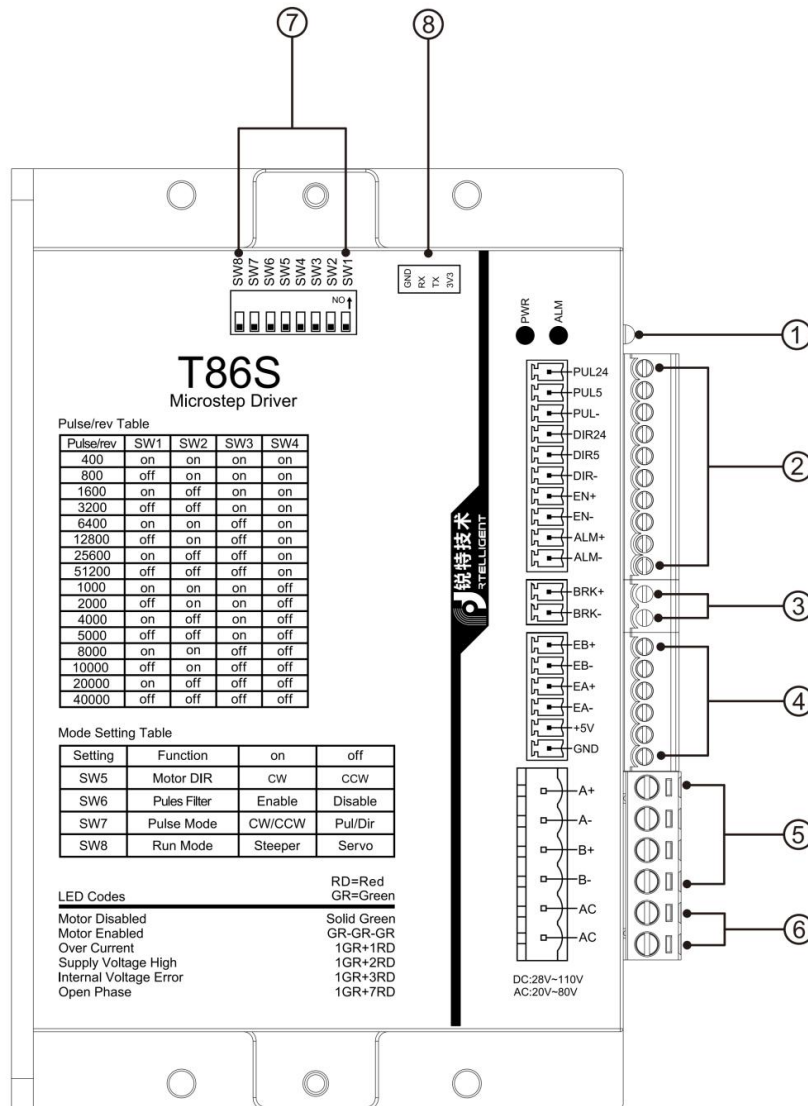 ⑦
⑧
SW8
SW7
SW6
SW5
SW4
SW3
SW2
SW1
NO
GND
RX
TX
3V3
PWR
ALM
①
T86S
Microstep Driver
Pulse/rev Table
Pulse/rev SW1 SW2 SW3 SW4
400 on on on on
800 off on on on
1600 on off on on
3200 off off on on
6400 on on off on
12800 off on off on
25600 on off off on
51200 off off off on
1000 on on on off
2000 off on on off
4000 on off on off
5000 off off on off
8000 on on off off
10000 off on off off
20000 on off off off
40000 off off off off
Mode Setting Table
Setting Function on off
SW5 Motor DIR CW CCW
SW6 Pules Filter Enable Disable
SW7 Pulse Mode CW/CCW Pul/Dir
SW8 Run Mode Steeper Servo
RD=Red
LED Codes GR=Green
Motor Disabled Solid Green
Motor Enabled GR-GR-GR
Over Current 1GR+1RD
Supply Voltage High 1GR+2RD
Internal Voltage Error 1GR+3RD
Open Phase 1GR+7RD
锐特技术
RTELLIGENT
PUL24
PUL5
PUL-
DIR24
DIR5
DIR-
EN+
EN-
ALM+
ALM-
②
BRK+
BRK-
③
EB+
EB-
EA+
EA-
+5V
GND
④
A+
A-
B+
B-
⑤
AC
AC
⑥
DC:28V~110V
AC:20V~80V